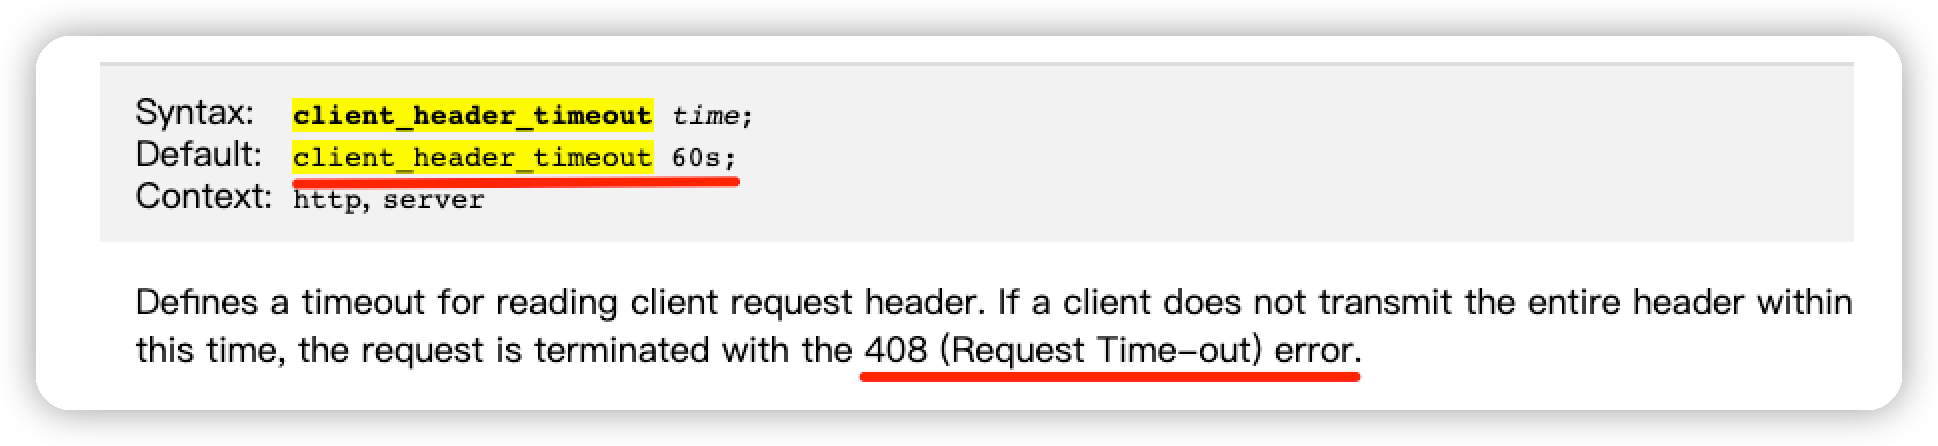 Syntax: client_header_timeout time;
Default: client_header_timeout 60s;
Context: http, server
Defines a timeout for reading client request header. If a client does not transmit the entire header within
this time, the request is terminated with the 408 (Request Time-out) error.